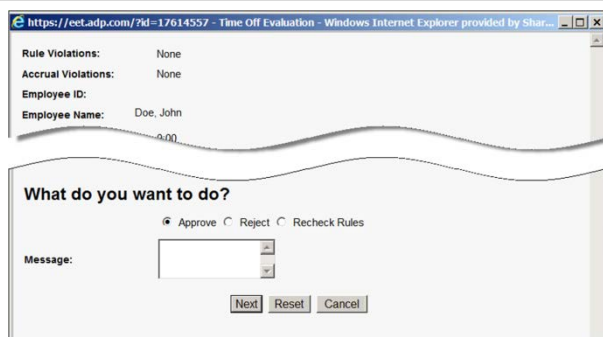 https://eet.adp.com/?id=17614557 - Time Off Evaluation - Windows Internet Explorer provided by Shar...
Rule Violations: None
Accrual Violations: None
Employee ID:
Employee Name: Doe, John
What do you want to do?
Approve Reject Recheck Rules
Message:
Next Reset Cancel